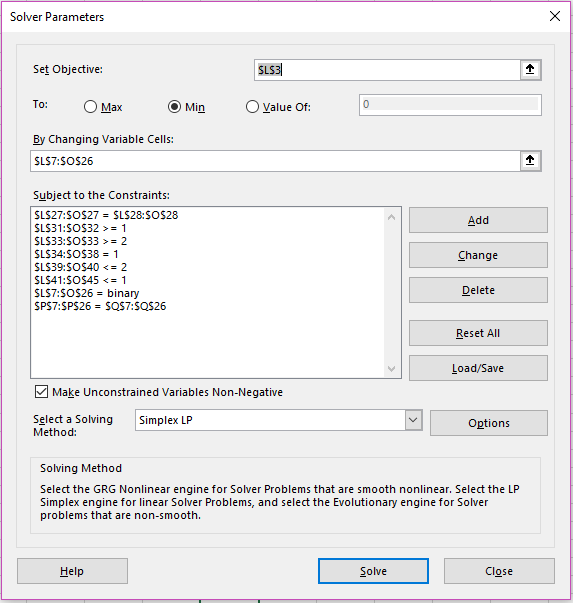 Solver Parameters
Set Objective:
$L$3
To:
Max
Min
Value Of:
0
By Changing Variable Cells:
$L$7:$O$26
Subject to the Constraints:
$L$27:$O$27 = $L$28:$O$28
$L$31:$O$32 >= 1
$L$33:$O$33 >= 2
$L$34:$O$38 = 1
$L$39:$O$40 <= 2
$L$41:$O$45 <= 1
$L$7:$O$26 = binary
$P$7:$P$26 = $Q$7:$Q$26
Add
Change
Delete
Reset All
Load/Save
Make Unconstrained Variables Non-Negative
Select a Solving
Method:
Simplex LP
Options
Solving Method
Select the GRG Nonlinear engine for Solver Problems that are smooth nonlinear. Select the LP
Simplex engine for linear Solver Problems, and select the Evolutionary engine for Solver
problems that are non-smooth.
Help
Solve
Close